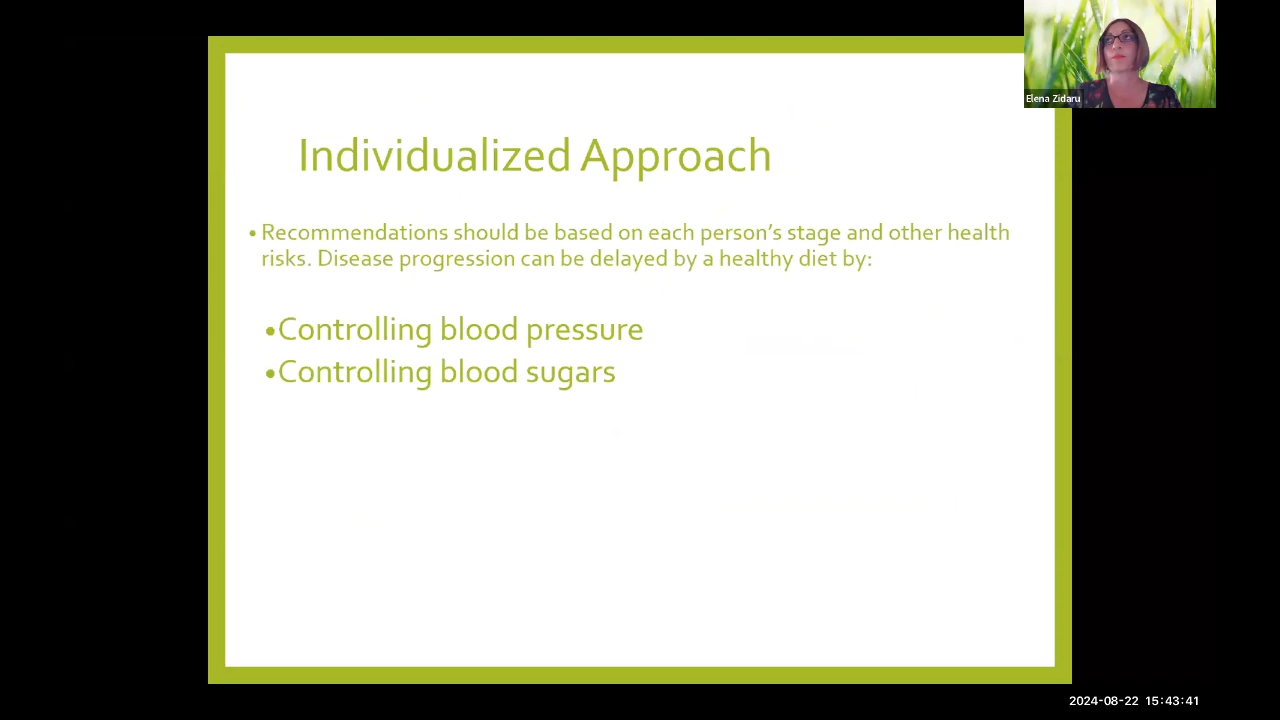 Elena Zidaru
Individualized Approach
• Recommendations should be based on each person’s stage and other health
risks. Disease progression can be delayed by a healthy diet by:
•Controlling blood pressure
•Controlling blood sugars
2024-08-22 15:43:41